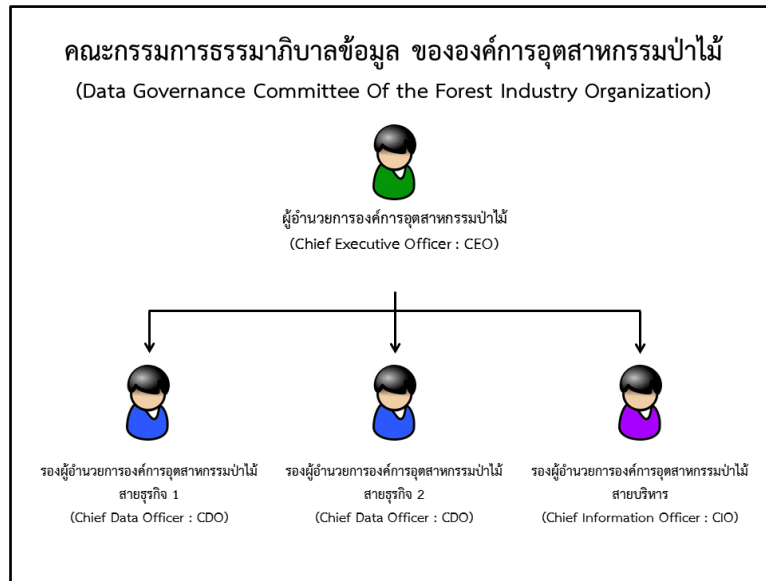 คณะกรรมการธรรมาภิบาลข้อมูล ขององค์การอุตสาหกรรมป่าไม้
(Data Governance Committee Of the Forest Industry Organization)
ผู้อำนวยการองค์การอุตสาหกรรมป่าไม้
(Chief Executive Officer : CEO)
รองผู้อำนวยการองค์การอุตสาหกรรมป่าไม้
สายธุรกิจ 1
(Chief Data Officer : CDO)
รองผู้อำนวยการองค์การอุตสาหกรรมป่าไม้
สายธุรกิจ 2
(Chief Data Officer : CDO)
รองผู้อำนวยการองค์การอุตสาหกรรมป่าไม้
สายบริหาร
(Chief Information Officer : CIO)